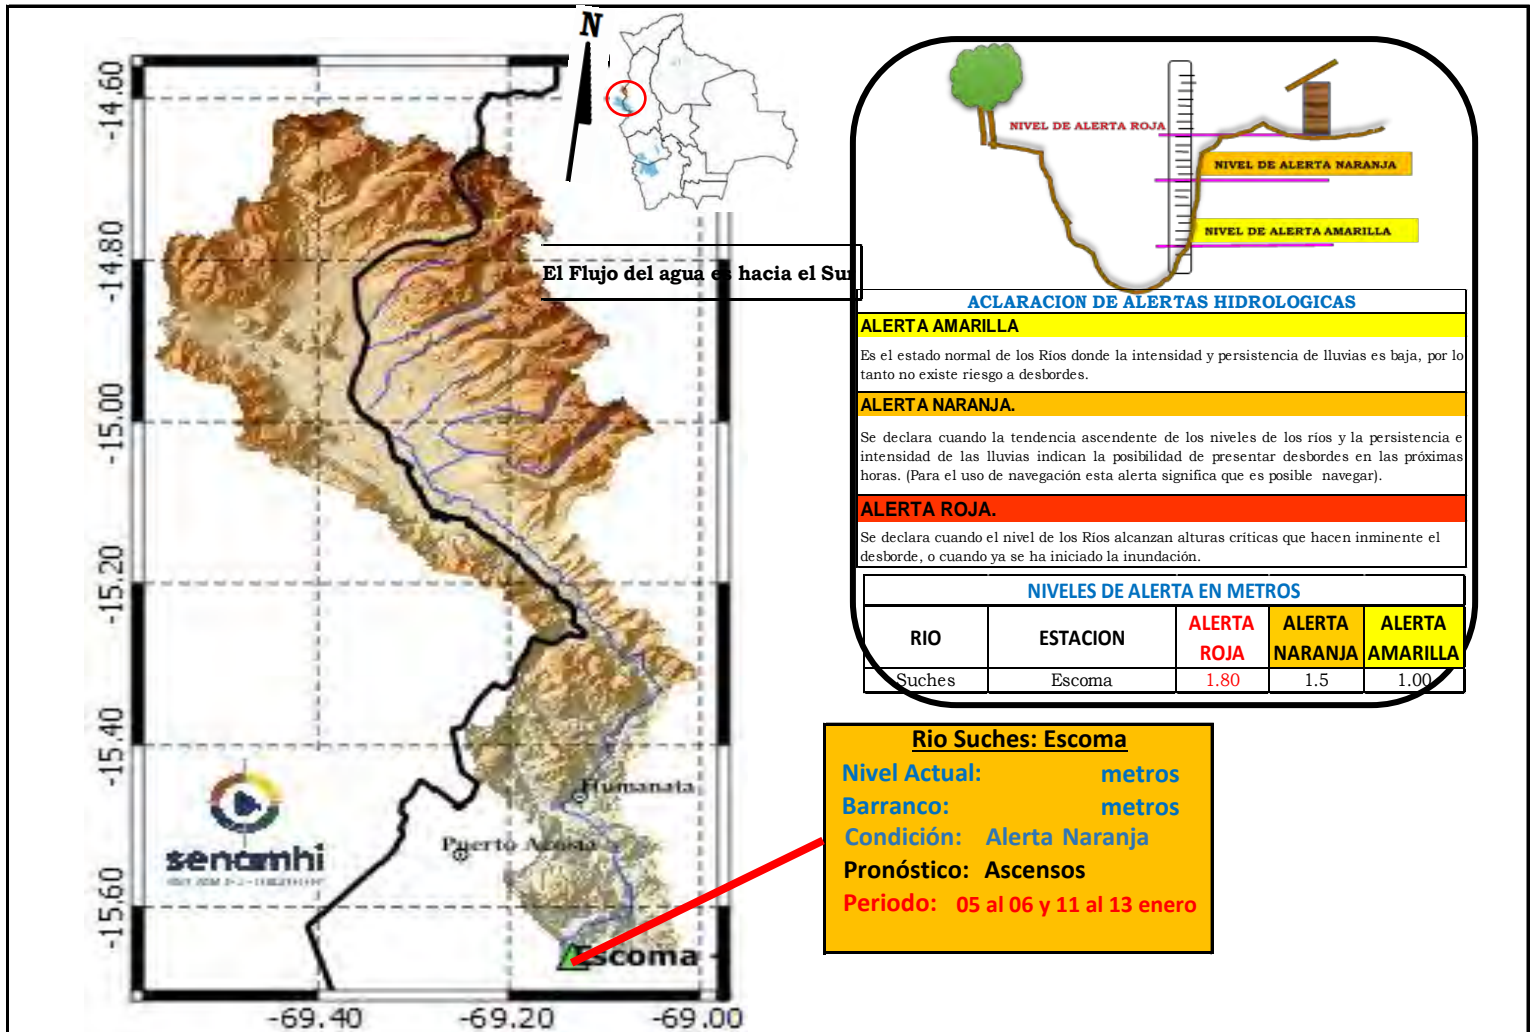 N
-14.60
-14.80
-15.00
-15.20
-15.40
-15.60
-69.40
-69.20
-69.00
El Flujo del agua es hacia el Sur
Humanata
Puerto Acosta
Escoma
senamhi
NIVEL DE ALERTA ROJA
NIVEL DE ALERTA NARANJA
NIVEL DE ALERTA AMARILLA
ACLARACION DE ALERTAS HIDROLOGICAS
ALERTA AMARILLA
Es el estado normal de los Ríos donde la intensidad y persistencia de lluvias es baja, por lo
tanto no existe riesgo a desbordes.
ALERTA NARANJA.
Se declara cuando la tendencia ascendente de los niveles de los ríos y la persistencia e
intensidad de las lluvias indican la posibilidad de presentar desbordes en las próximas
horas. (Para el uso de navegación esta alerta significa que es posible navegar).
ALERTA ROJA.
Se declara cuando el nivel de los Ríos alcanzan alturas críticas que hacen inminente el
desborde, o cuando ya se ha iniciado la inundación.
NIVELES DE ALERTA EN METROS
RIO ESTACION ALERTA ROJA ALERTA NARANJA ALERTA AMARILLA
Suches Escoma 1.80 1.5 1.00
Rio Suches: Escoma
Nivel Actual: metros
Barranco: metros
Condición: Alerta Naranja
Pronóstico: Ascensos
Periodo: 05 al 06 y 11 al 13 enero